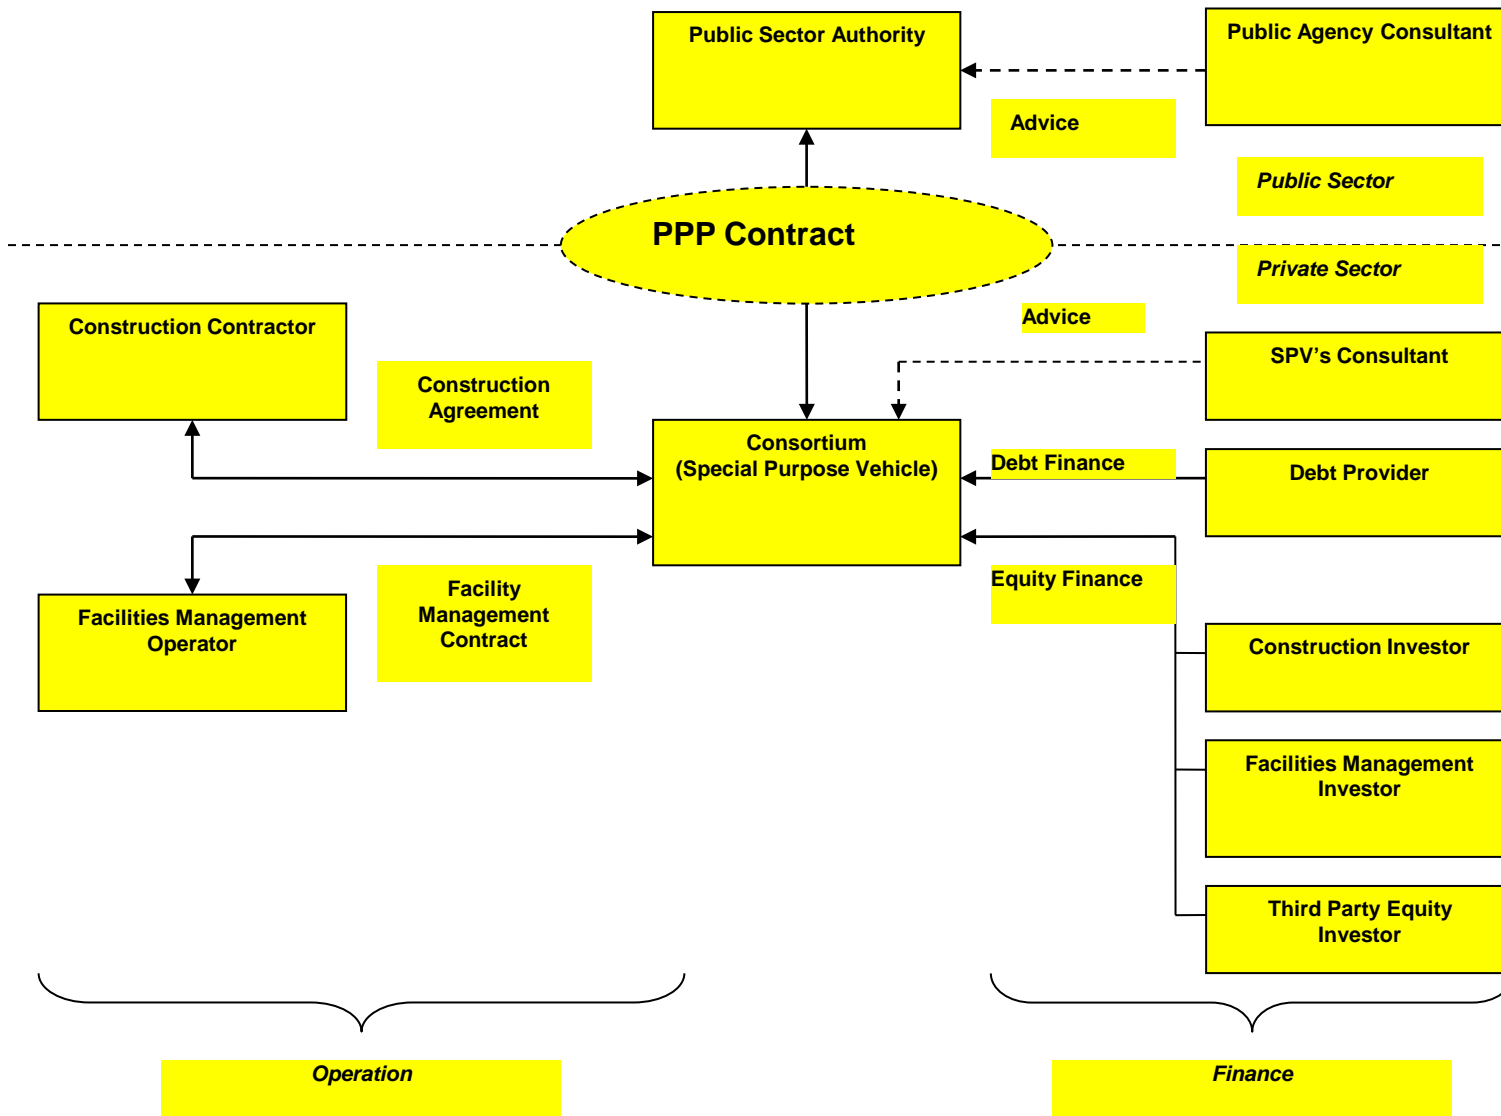 Public Sector Authority
Public Agency Consultant
Advice
Public Sector
PPP Contract
Private Sector
Construction Contractor
Advice
SPV’s Consultant
Construction
Agreement
Consortium
(Special Purpose Vehicle)
Debt Finance
Debt Provider
Equity Finance
Facility
Management
Contract
Facilities Management
Operator
Construction Investor
Facilities Management
Investor
Third Party Equity
Investor
Operation
Finance